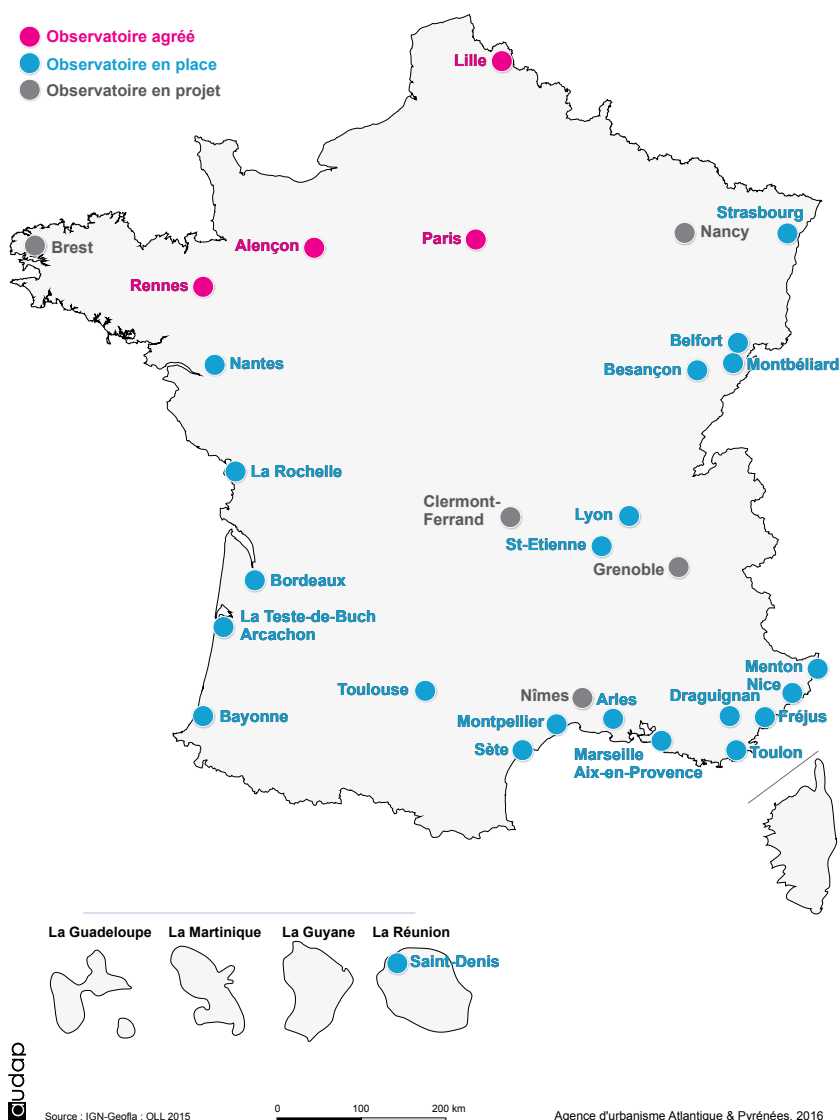 Observatoire agréé
Observatoire en place
Observatoire en projet
Lille
Strasbourg
Nancy
Brest
Alençon
Paris
Rennes
Belfort
Nantes
Besançon
Montbéliard
La Rochelle
Clermont-
Ferrand
Lyon
St-Etienne
Grenoble
Bordeaux
La Teste-de-Buch
Arcachon
Menton
Nice
Toulouse
Nîmes
Arles
Draguignan
Bayonne
Montpellier
Fréjus
Sète
Marseille
Aix-en-Provence
Toulon
La Guadeloupe
La Martinique
La Guyane
La Réunion
Saint-Denis
audap
Source : IGN-Geofla ; OLL 2015
0 100 200 km
Agence d'urbanisme Atlantique & Pyrénées, 2016